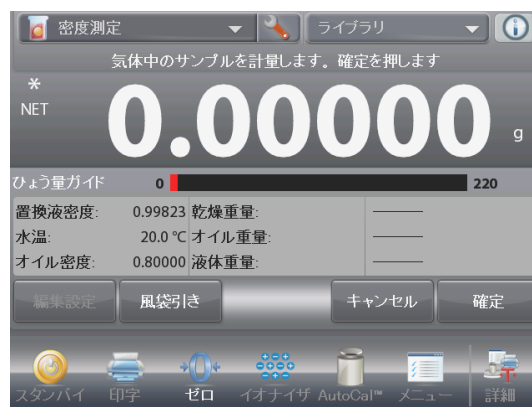 密度測定 ライブラリ
気体中のサンプルを計量します。確定を押します
*
NET
0.00000 g
ひょう量ガイド 0 220
置換液密度: 0.99823 乾燥重量:
水温: 20.0 ℃ オイル重量:
オイル密度: 0.80000 液体重量:
編集設定 風袋引き キャンセル 確定
スタンバイ 印字 ゼロ イオナイザ AutoCal™ メニュー 詳細